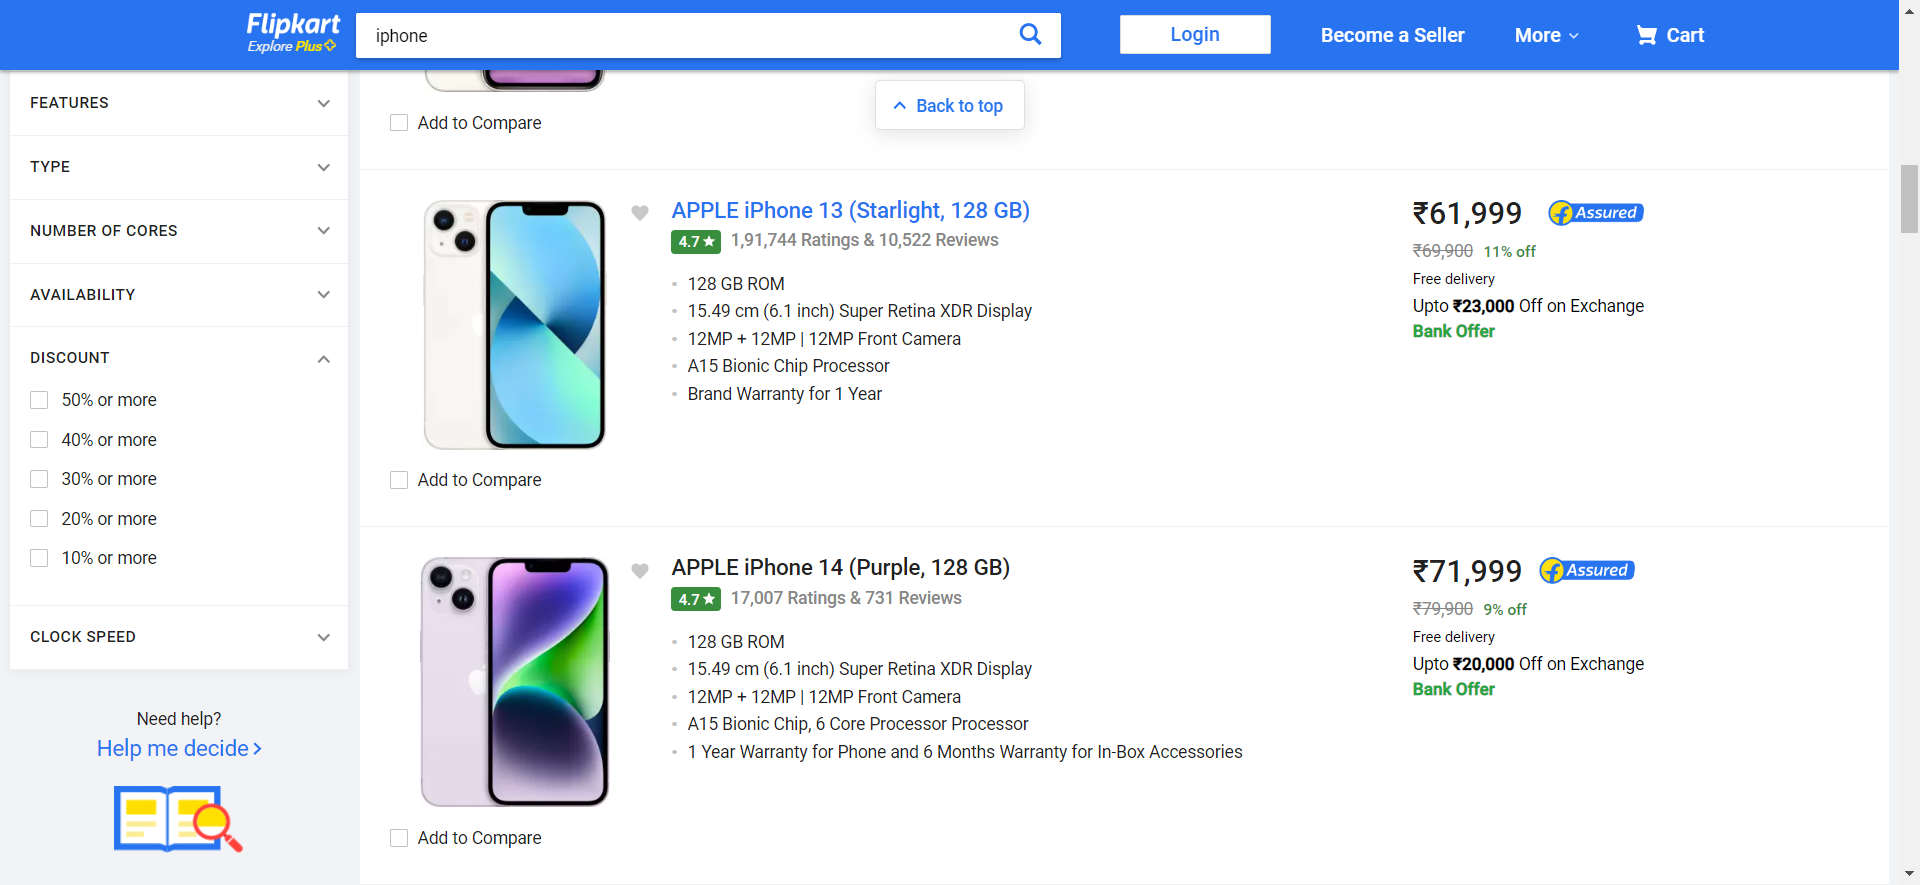 Flipkart
Explore Plus
iphone
Login
Become a Seller
More
Cart
FEATURES
TYPE
NUMBER OF CORES
AVAILABILITY
DISCOUNT
50% or more
40% or more
30% or more
20% or more
10% or more
CLOCK SPEED
Need help?
Help me decide
Back to top
Add to Compare
APPLE iPhone 13 (Starlight, 128 GB)
4.7 ★ 1,91,744 Ratings & 10,522 Reviews
• 128 GB ROM
• 15.49 cm (6.1 inch) Super Retina XDR Display
• 12MP + 12MP | 12MP Front Camera
• A15 Bionic Chip Processor
• Brand Warranty for 1 Year
₹61,999 Assured
₹69,900 11% off
Free delivery
Upto ₹23,000 Off on Exchange
Bank Offer
Add to Compare
APPLE iPhone 14 (Purple, 128 GB)
4.7 ★ 17,007 Ratings & 731 Reviews
• 128 GB ROM
• 15.49 cm (6.1 inch) Super Retina XDR Display
• 12MP + 12MP | 12MP Front Camera
• A15 Bionic Chip, 6 Core Processor Processor
• 1 Year Warranty for Phone and 6 Months Warranty for In-Box Accessories
₹71,999 Assured
₹79,900 9% off
Free delivery
Upto ₹20,000 Off on Exchange
Bank Offer
Add to Compare